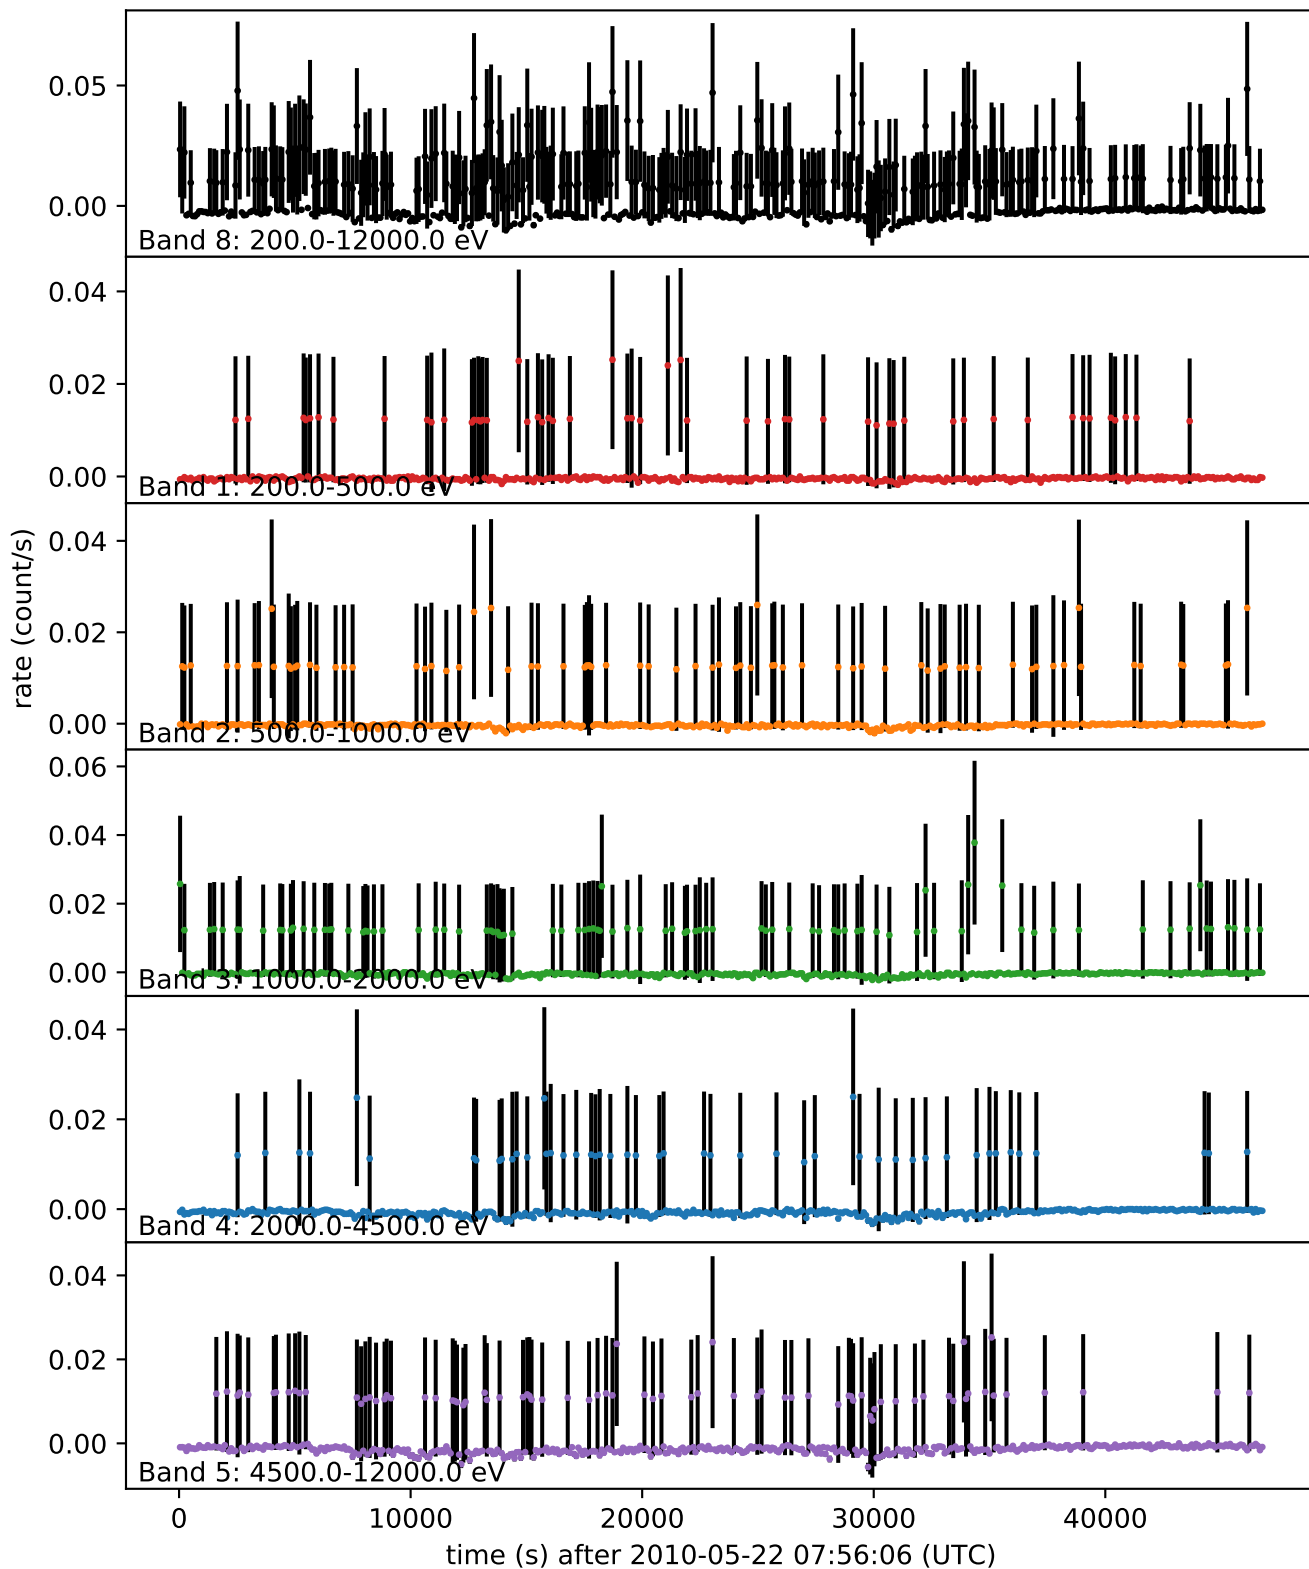 0.05
0.00
Band 8: 200.0-12000.0 eV
0.04
0.02
0.00
Band 1: 200.0-500.0 eV
rate (count/s)
0.04
0.02
0.00
Band 2: 500.0-1000.0 eV
0.06
0.04
0.02
0.00
Band 3: 1000.0-2000.0 eV
0.04
0.02
0.00
Band 4: 2000.0-4500.0 eV
0.04
0.02
0.00
Band 5: 4500.0-12000.0 eV
0 10000 20000 30000 40000
time (s) after 2010-05-22 07:56:06 (UTC)